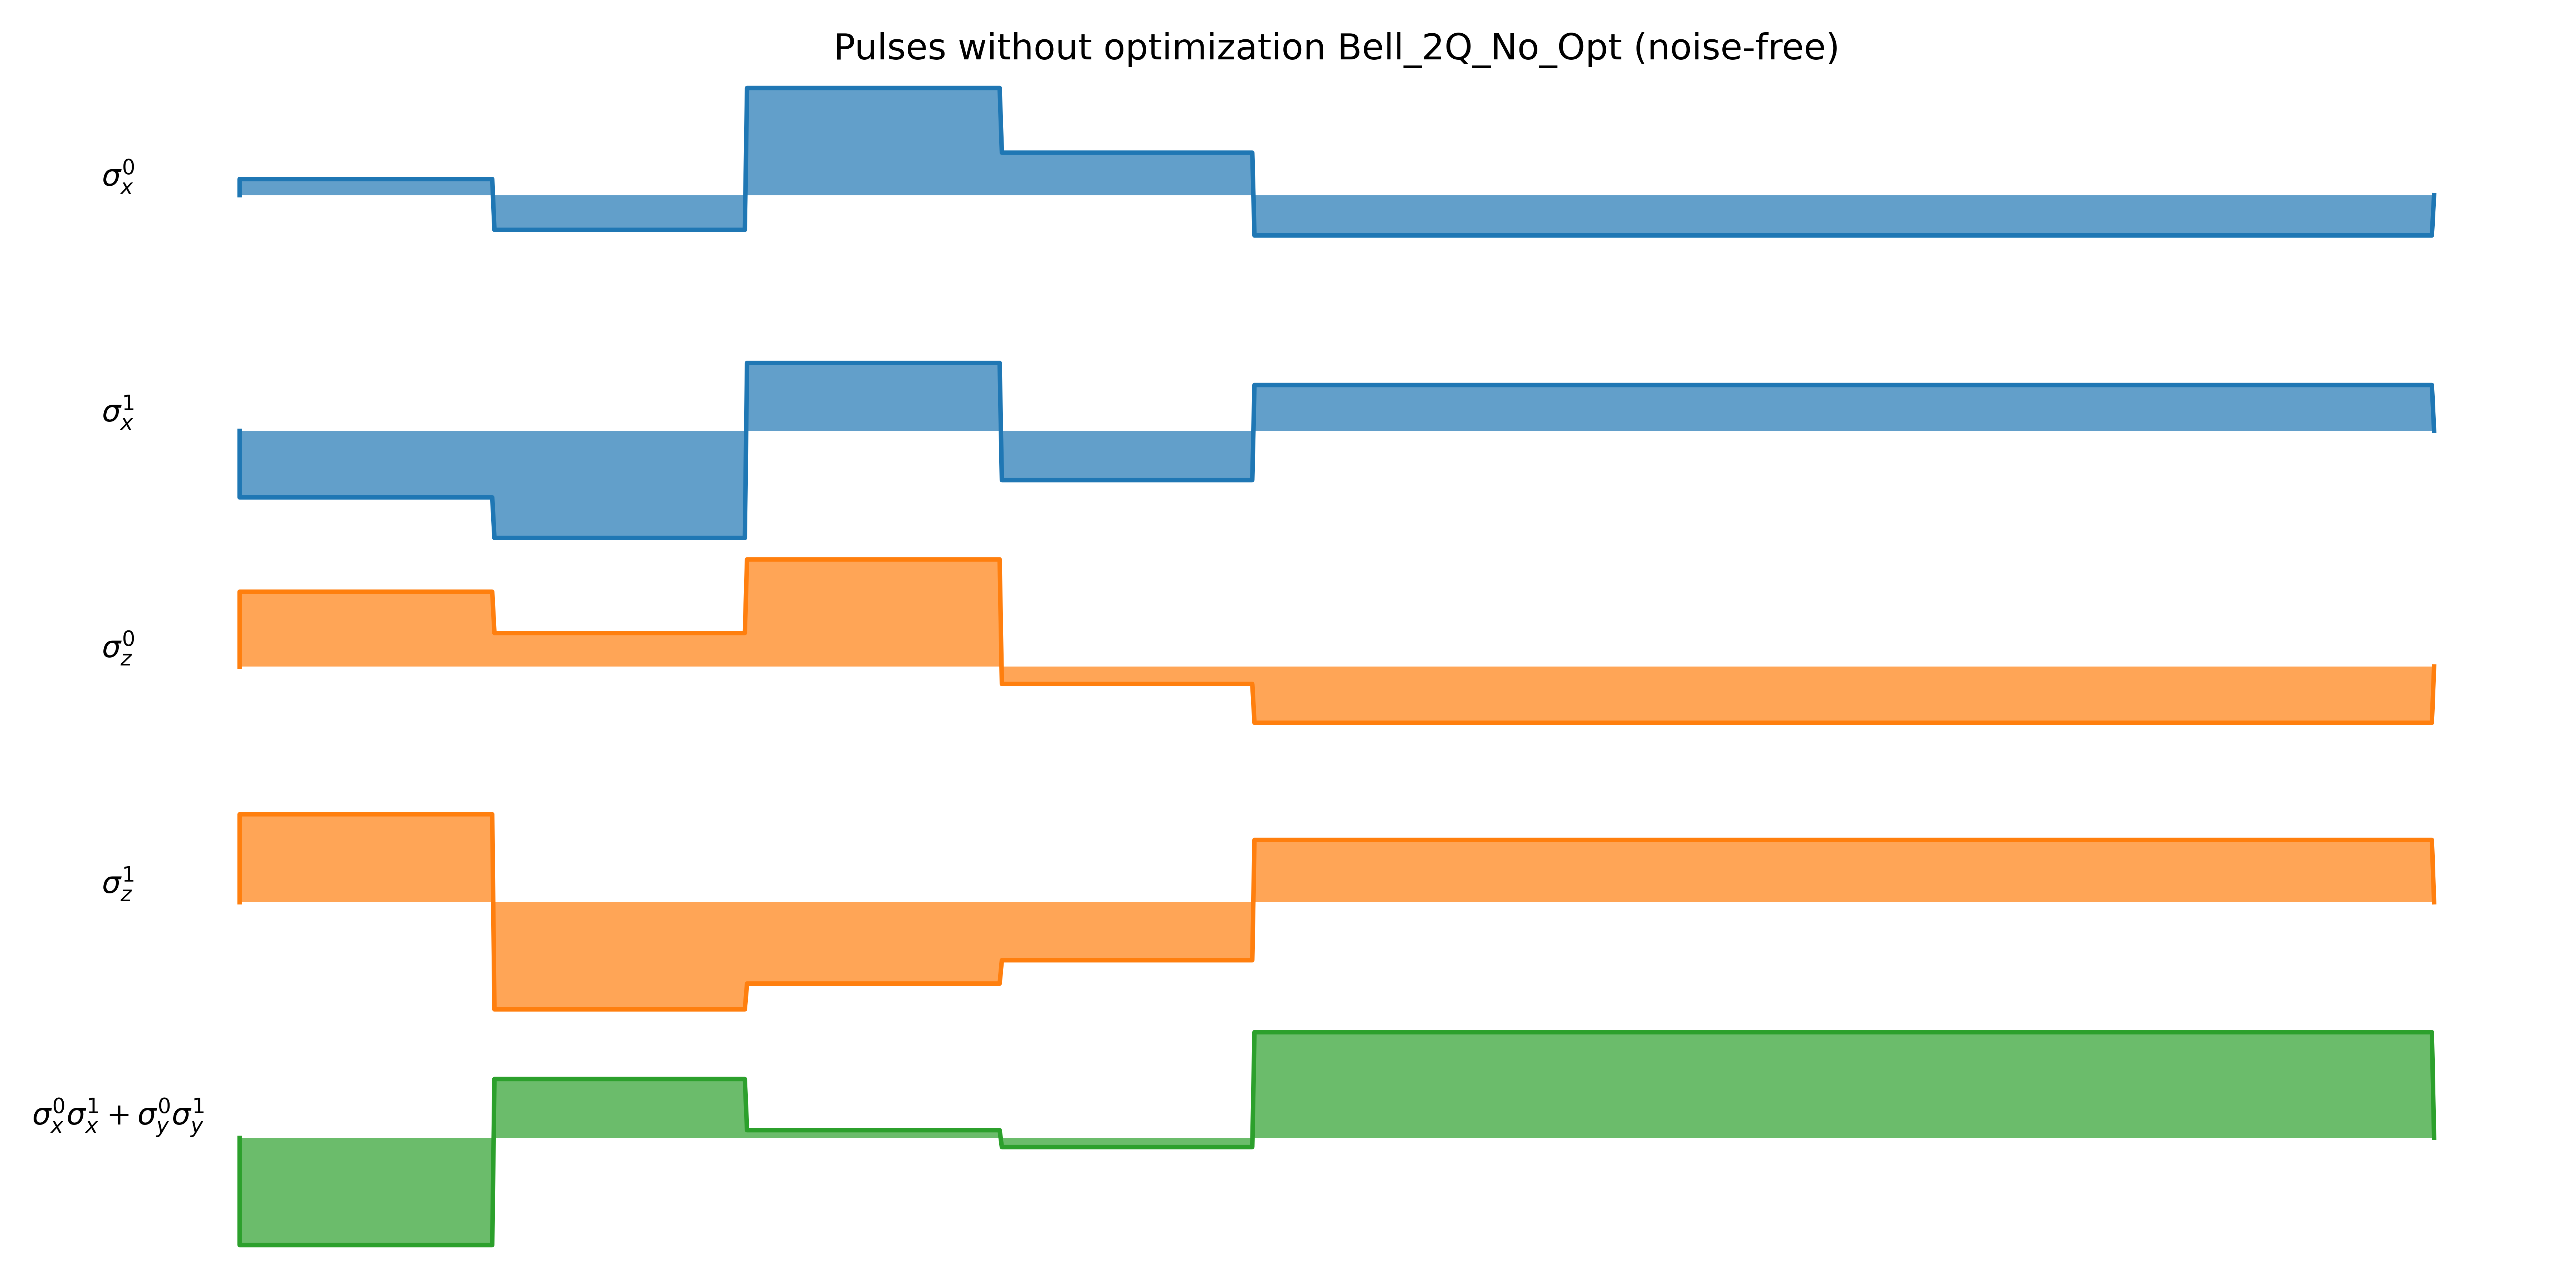 Pulses without optimization Bell_2Q_No_Opt (noise-free)
σ_x^0
σ_x^1
σ_z^0
σ_z^1
σ_x^0σ_x^1 + σ_y^0σ_y^1